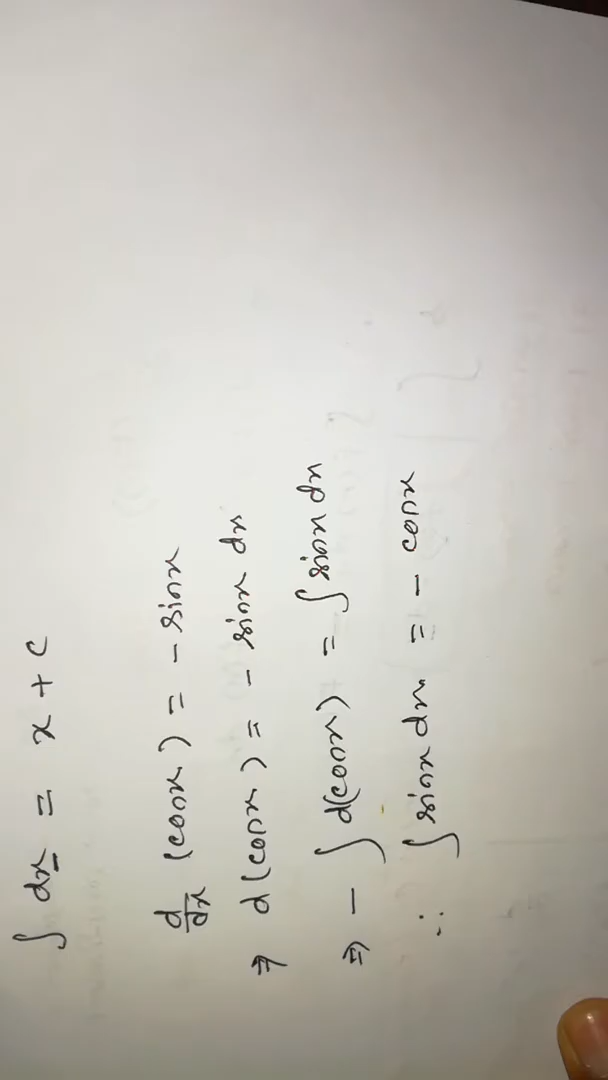 ∫ dx = x + c
d/dx (cosx) = - sinx
⇒ d(cosx) = - sinx dx
⇒ - ∫ d(cosx) = ∫ sinx dx
∴ ∫ sinx dx = - cosx